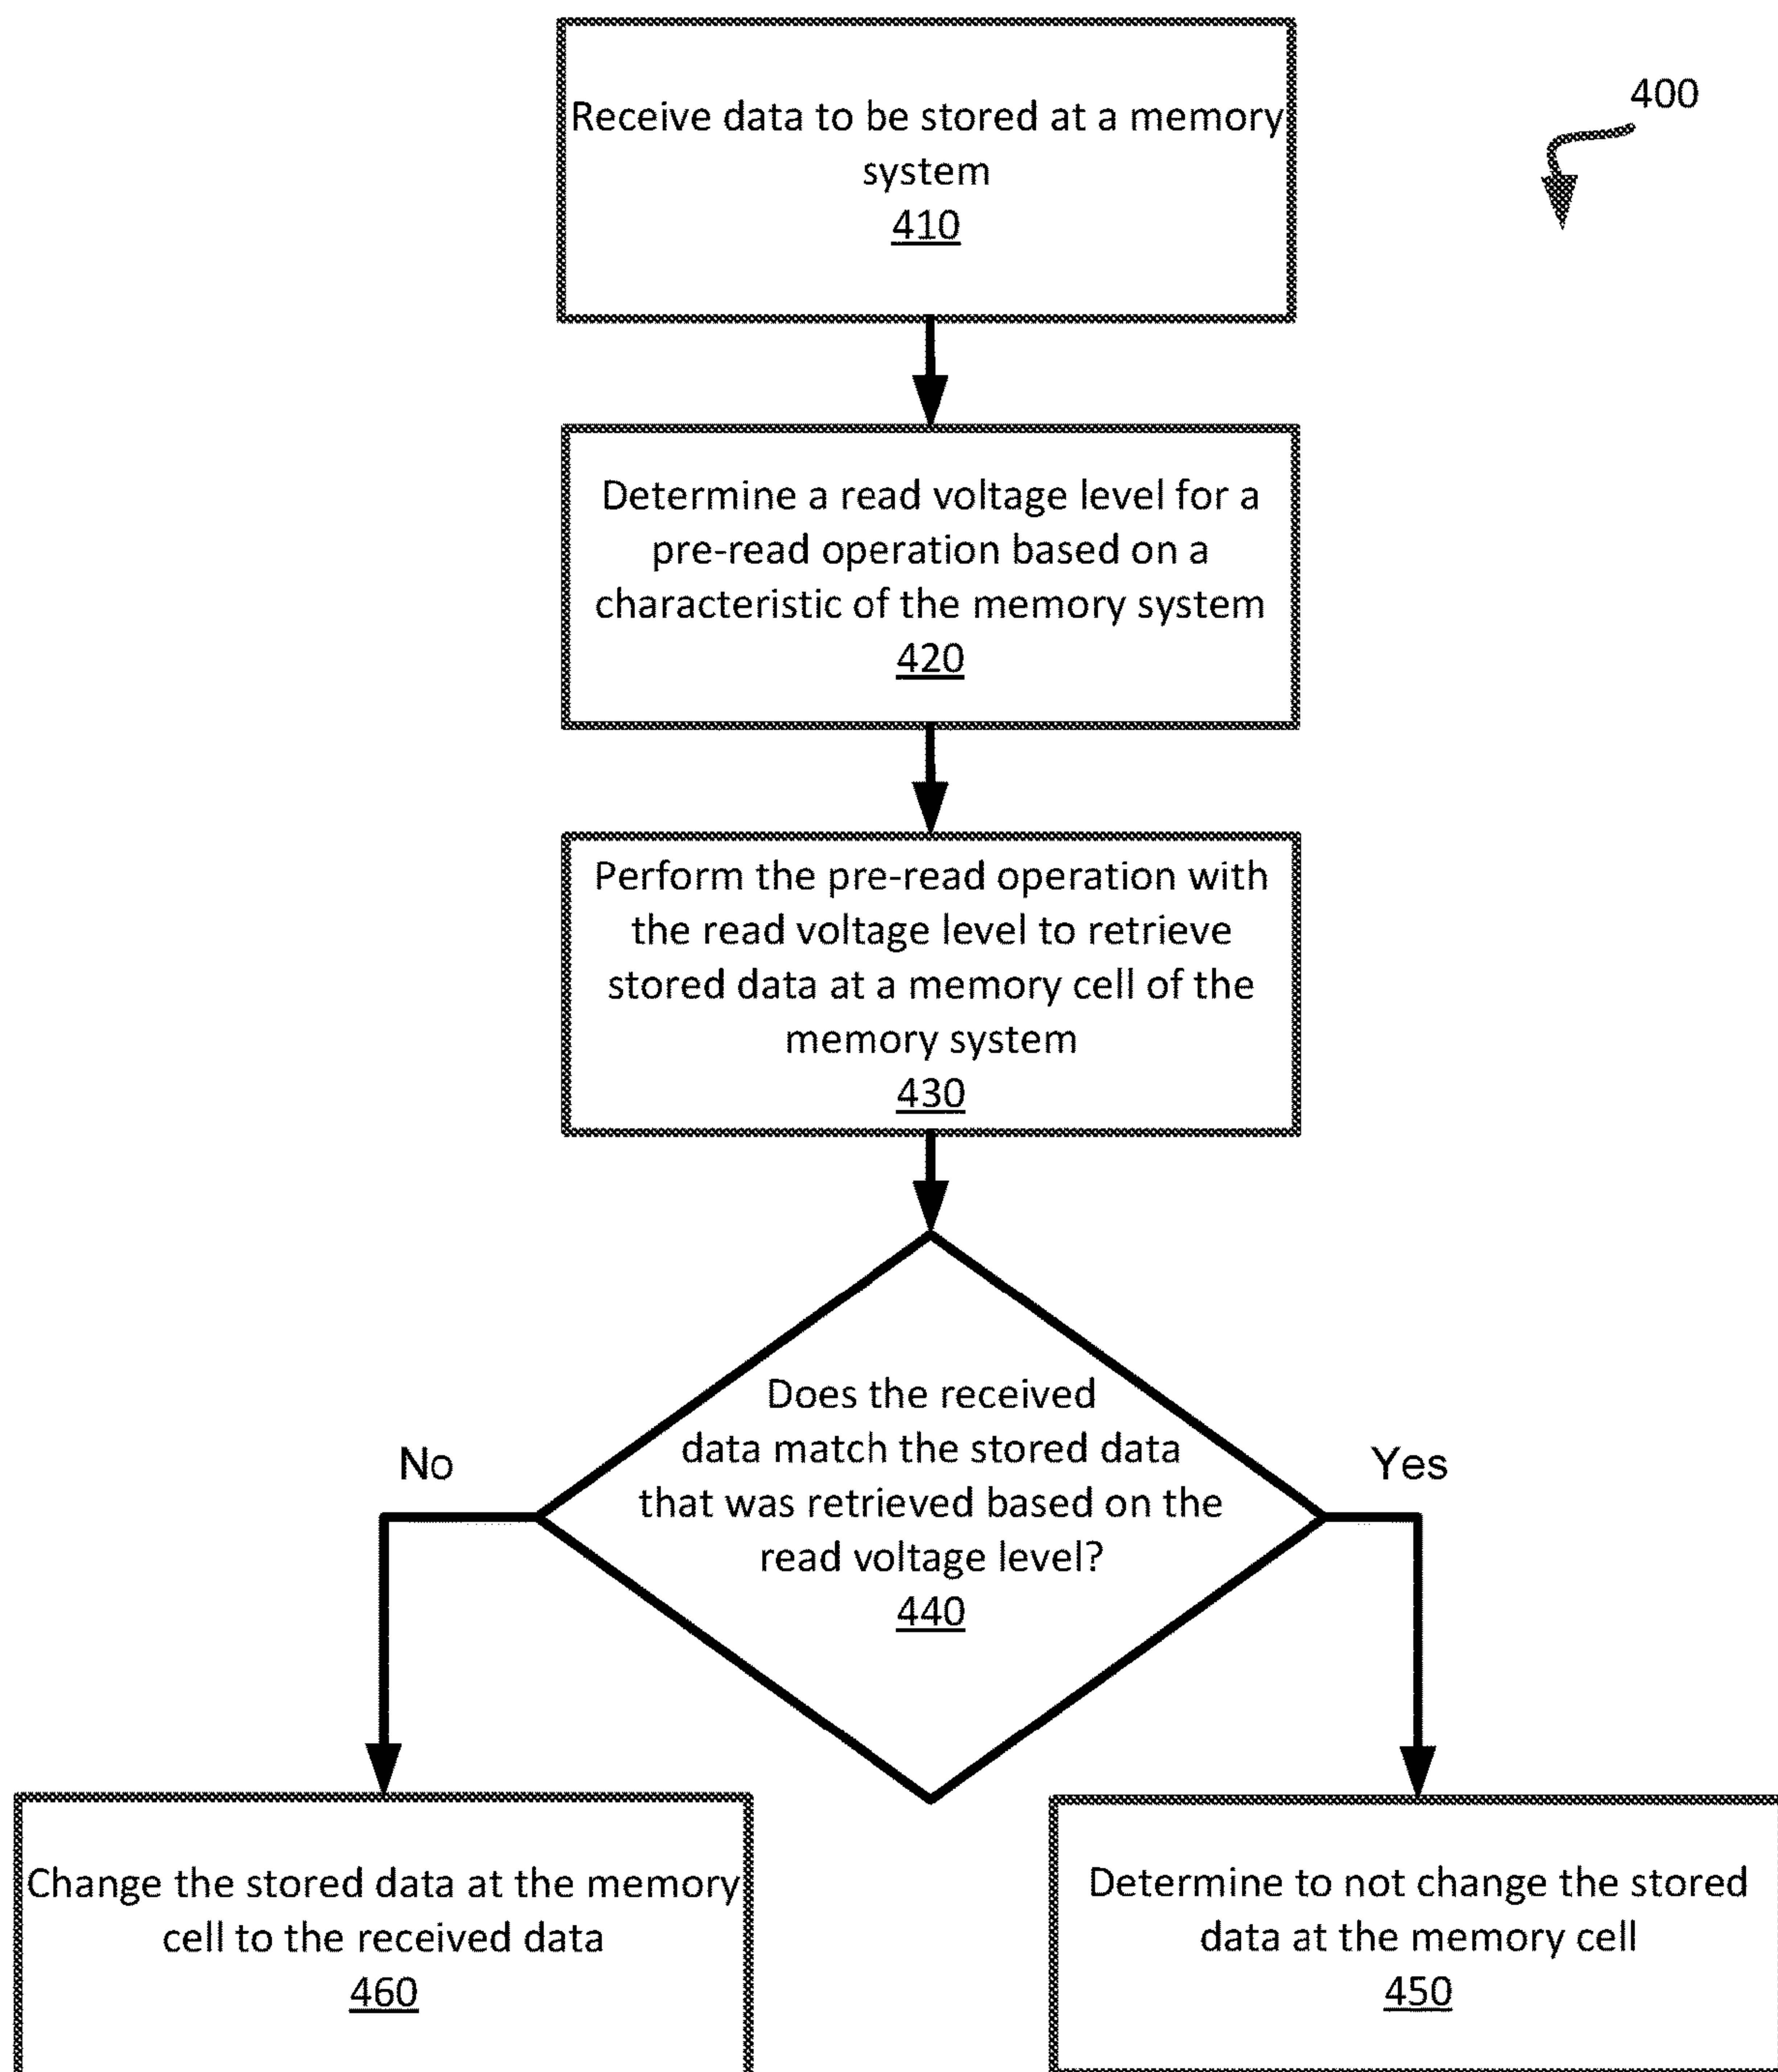 Receive data to be stored at a memory
system
410
400
Determine a read voltage level for a
pre-read operation based on a
characteristic of the memory system
420
Perform the pre-read operation with
the read voltage level to retrieve
stored data at a memory cell of the
memory system
430
Does the received
data match the stored data
that was retrieved based on the
read voltage level?
440
No
Yes
Change the stored data at the memory
cell to the received data
460
Determine to not change the stored
data at the memory cell
450